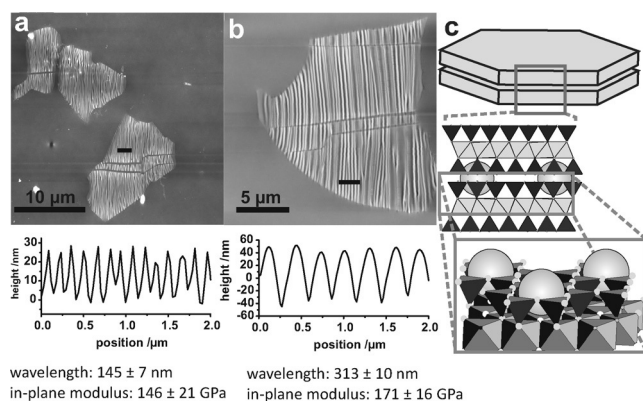 a
b
c
10 µm
5 µm
height /nm
30
20
10
0
0.0 0.5 1.0 1.5 2.0
position /µm
height /nm
60
40
20
0
-20
-40
-60
0.0 0.5 1.0 1.5 2.0
position /µm
wavelength: 145 ± 7 nm
in-plane modulus: 146 ± 21 GPa
wavelength: 313 ± 10 nm
in-plane modulus: 171 ± 16 GPa